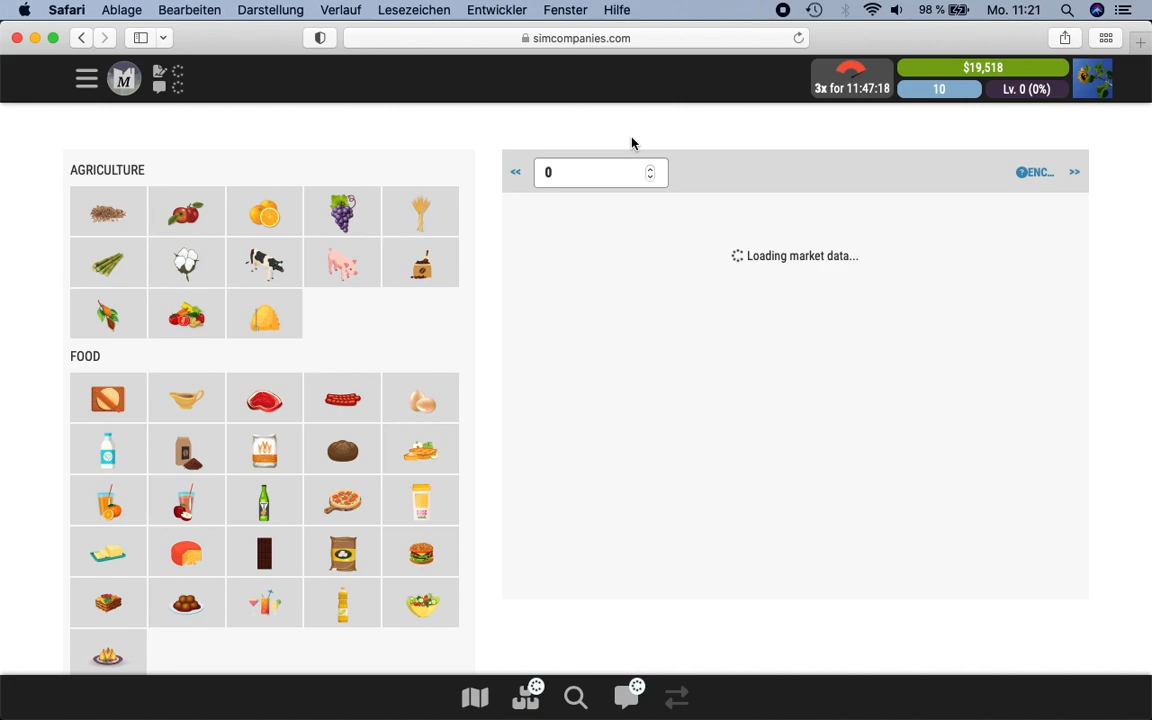 Safari Ablage Bearbeiten Darstellung Verlauf Lesezeichen Entwickler Fenster Hilfe 98 % Mo. 11:21
simcompanies.com
M
3x for 11:47:18
$19,518
10
Lv. 0 (0%)
AGRICULTURE
FOOD
<<
0
?ENC...
>>
Loading market data...